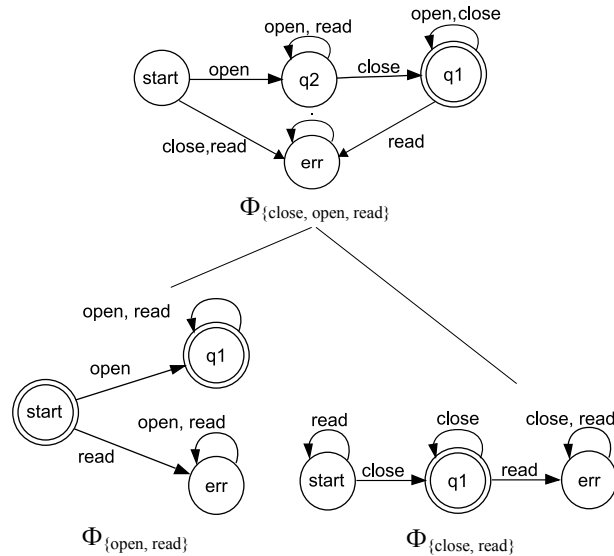 open, read
open,close
start
open
q2
close
q1
close,read
err
read
Φ{close, open, read}
open, read
q1
open
start
open, read
read
err
Φ{open, read}
read
close
close, read
start
close
q1
read
err
Φ{close, read}